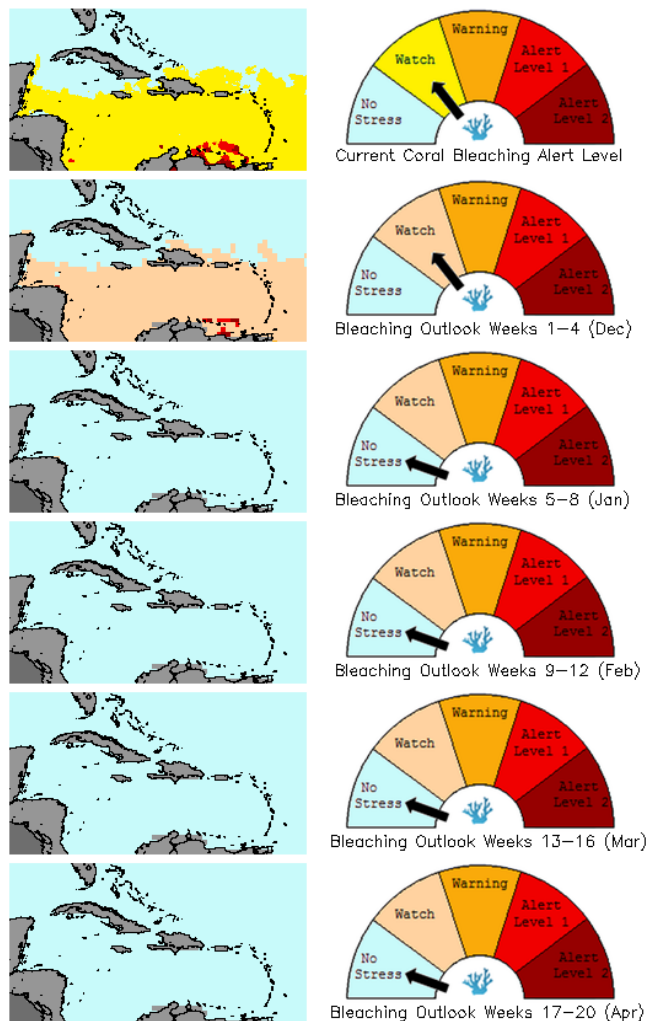 Warning
Alert
Level 1
Watch
No
Stress
Alert
Level 2
Current Coral Bleaching Alert Level
Warning
Alert
Level 1
Watch
No
Stress
Alert
Level 2
Bleaching Outlook Weeks 1-4 (Dec)
Warning
Alert
Level 1
Watch
No
Stress
Alert
Level 2
Bleaching Outlook Weeks 5-8 (Jan)
Warning
Alert
Level 1
Watch
No
Stress
Alert
Level 2
Bleaching Outlook Weeks 9-12 (Feb)
Warning
Alert
Level 1
Watch
No
Stress
Alert
Level 2
Bleaching Outlook Weeks 13-16 (Mar)
Warning
Alert
Level 1
Watch
No
Stress
Alert
Level 2
Bleaching Outlook Weeks 17-20 (Apr)